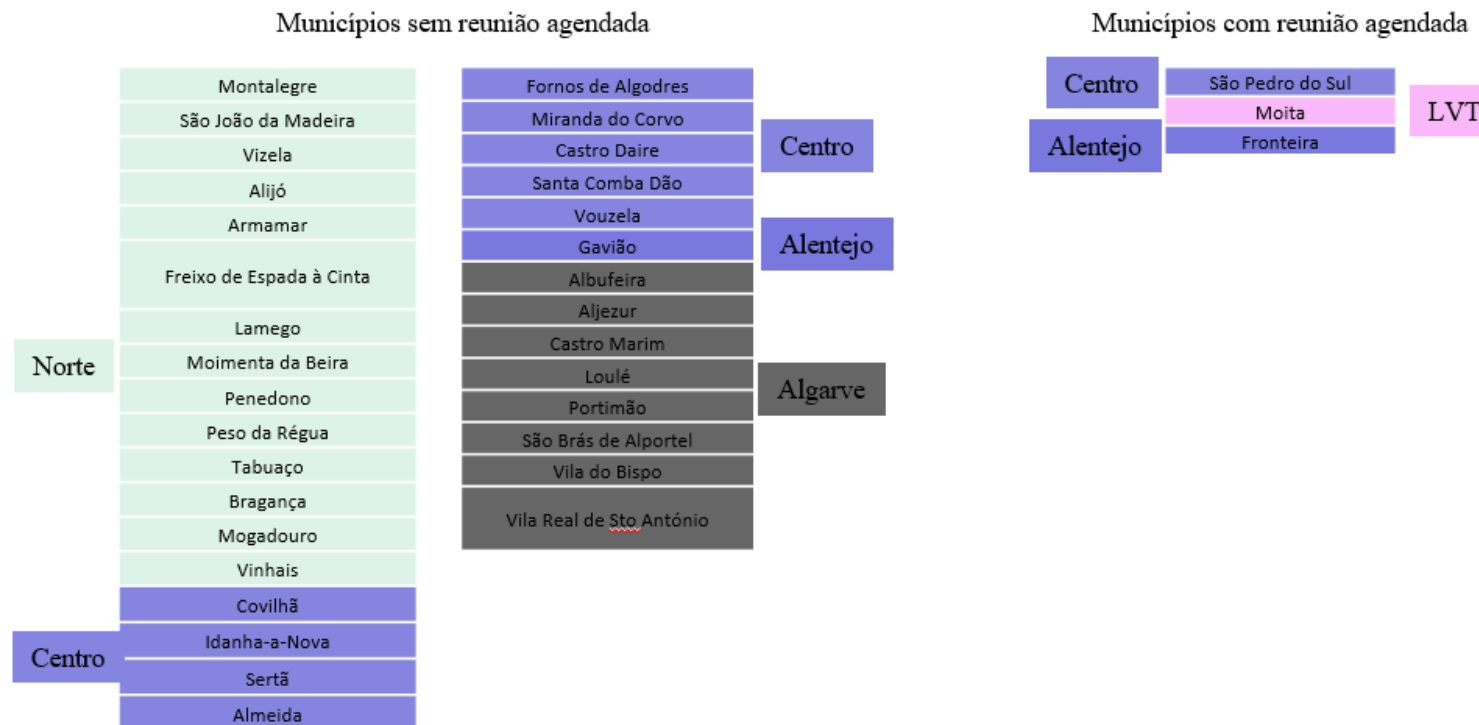 Municípios sem reunião agendada
Montalegre
São João da Madeira
Vizela
Alijó
Armamar
Freixo de Espada à Cinta
Lamego
Moimenta da Beira
Penedono
Peso da Régua
Tabuaço
Bragança
Mogadouro
Vinhais
Norte
Covilhã
Idanha-a-Nova
Sertã
Almeida
Centro
Fornos de Algodres
Miranda do Corvo
Castro Daire
Santa Comba Dão
Vouzela
Centro
Gavião
Alentejo
Albufeira
Aljezur
Castro Marim
Loulé
Portimão
São Brás de Alportel
Vila do Bispo
Vila Real de Sto António
Algarve
Municípios com reunião agendada
Centro
São Pedro do Sul
Moita
LVT
Alentejo
Fronteira